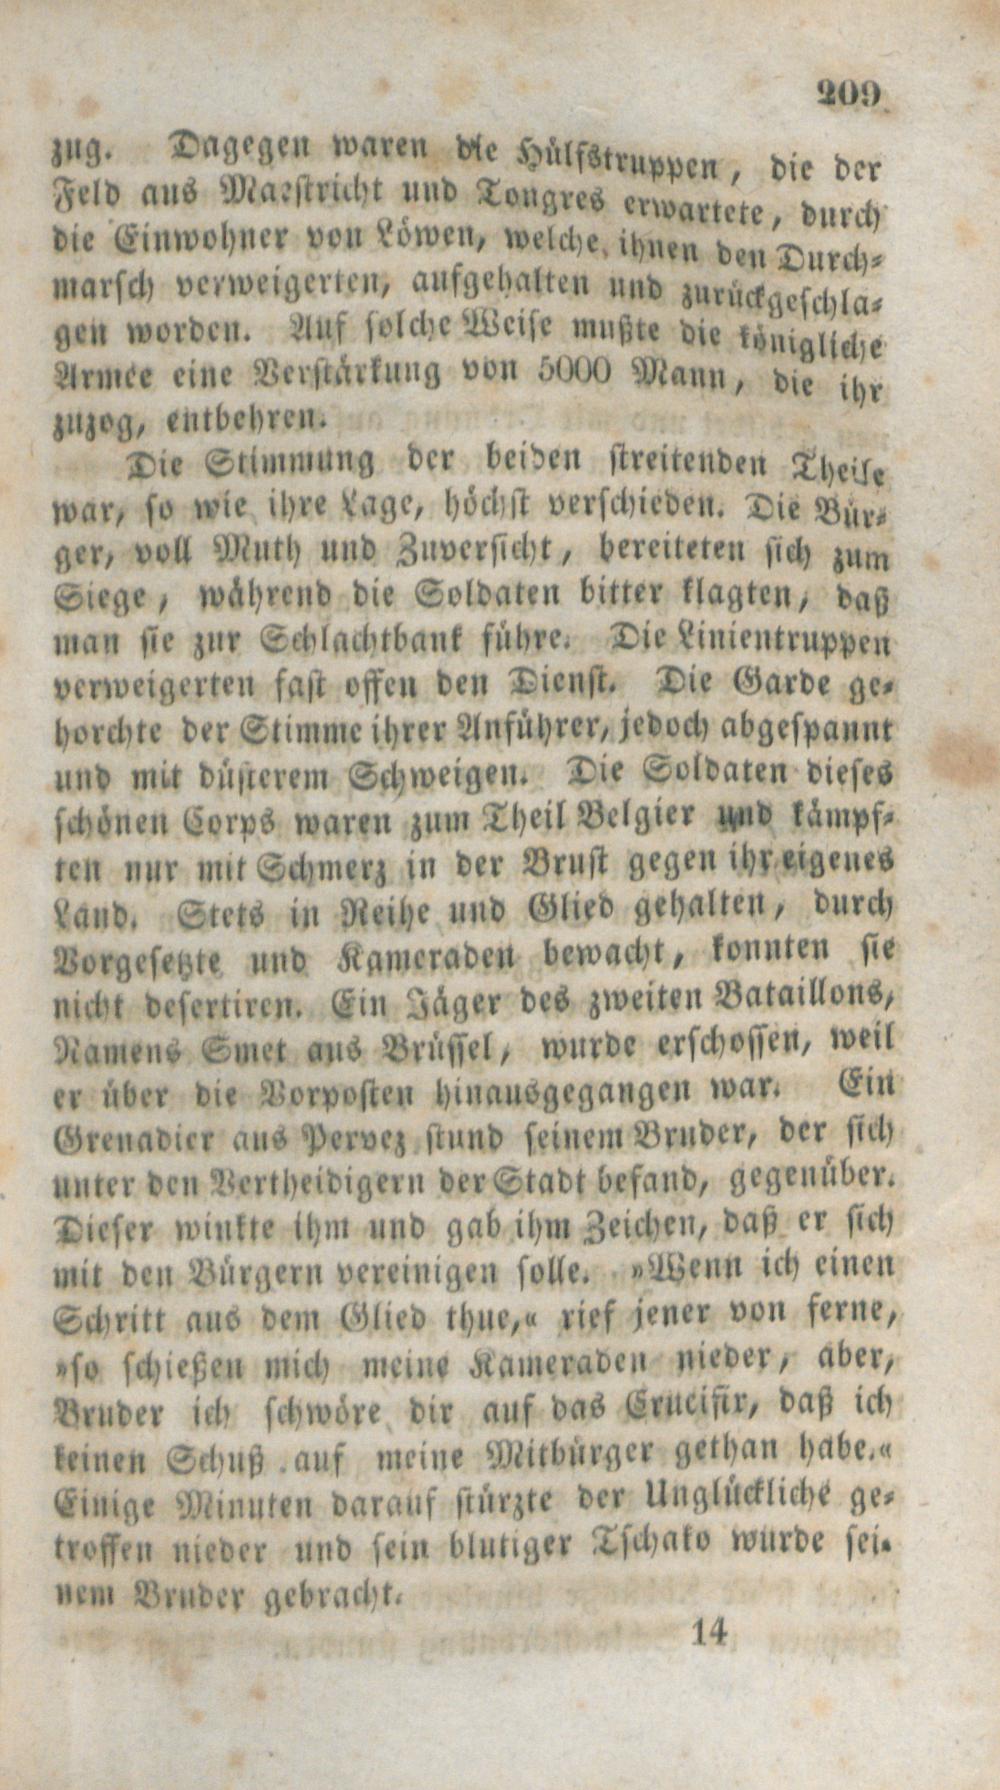 209
zug. Dagegen waren die Hülfstruppen, die der
Feld aus Maestricht und Tongres erwartete, durch
die Einwohner von Löwen, welche ihnen den Durch-
marsch verweigerten, aufgehalten und zurückgeschla-
gen worden. Auf solche Weise mußte die königliche
Armee eine Verstärkung von 5000 Mann, die ihr
zuzog, entbehren.
Die Stimmung der beiden streitenden Theile
war, so wie ihre Lage, höchst verschieden. Die Bür-
ger, voll Muth und Zuversicht, bereiteten sich zum
Siege, während die Soldaten bitter klagten, daß
man sie zur Schlachtbank führe. Die Linientruppen
verweigerten fast offen den Dienst. Die Garde ge-
horchte der Stimme ihrer Anführer, jedoch abgespannt
und mit düsterem Schweigen. Die Soldaten dieses
schönen Corps waren zum Theil Belgier und kämpf-
ten nur mit Schmerz in der Brust gegen ihr eigenes
Land. Stets in Reihe und Glied gehalten, durch
Vorgesetzte und Kameraden bewacht, konnten sie
nicht desertiren. Ein Jäger des zweiten Bataillons,
Namens Smet aus Brüssel, wurde erschossen, weil
er über die Vorposten hinausgegangen war. Ein
Grenadier aus Pervez stund seinem Bruder, der sich
unter den Vertheidigern der Stadt befand, gegenüber.
Dieser winkte ihm und gab ihm Zeichen, daß er sich
mit den Bürgern vereinigen solle. »Wenn ich einen
Schritt aus dem Glied thue,« rief jener von ferne,
»so schießen mich meine Kameraden nieder, aber,
Bruder ich schwöre dir auf das Crucifix, daß ich
keinen Schuß auf meine Mitbürger gethan habe.«
Einige Minuten darauf stürzte der Unglückliche ge-
troffen nieder und sein blutiger Tschako wurde sei-
nem Bruder gebracht.
14